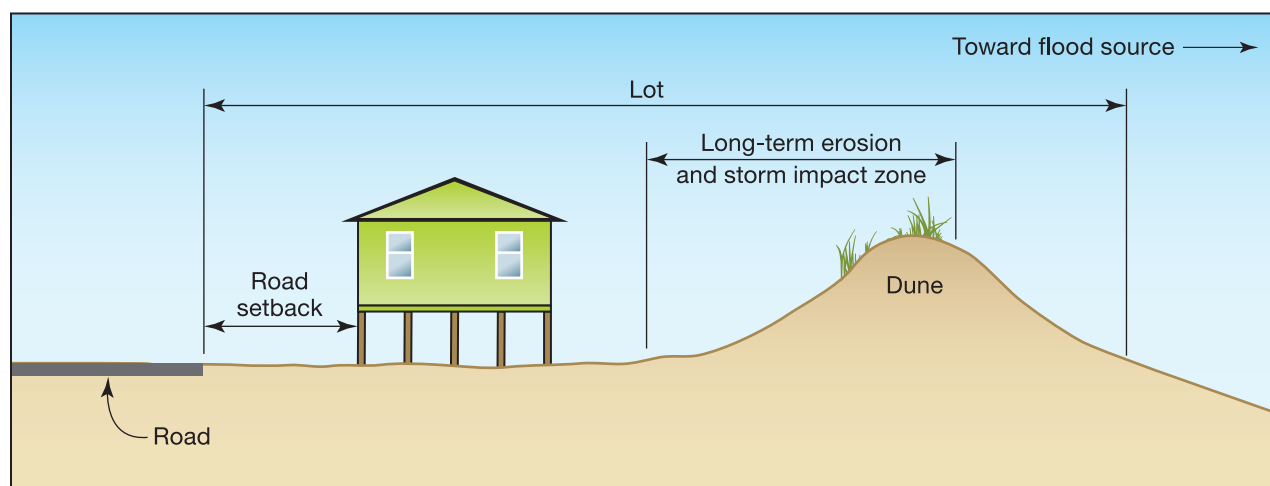 Toward flood source
Lot
Long-term erosion
and storm impact zone
Road
setback
Dune
Road